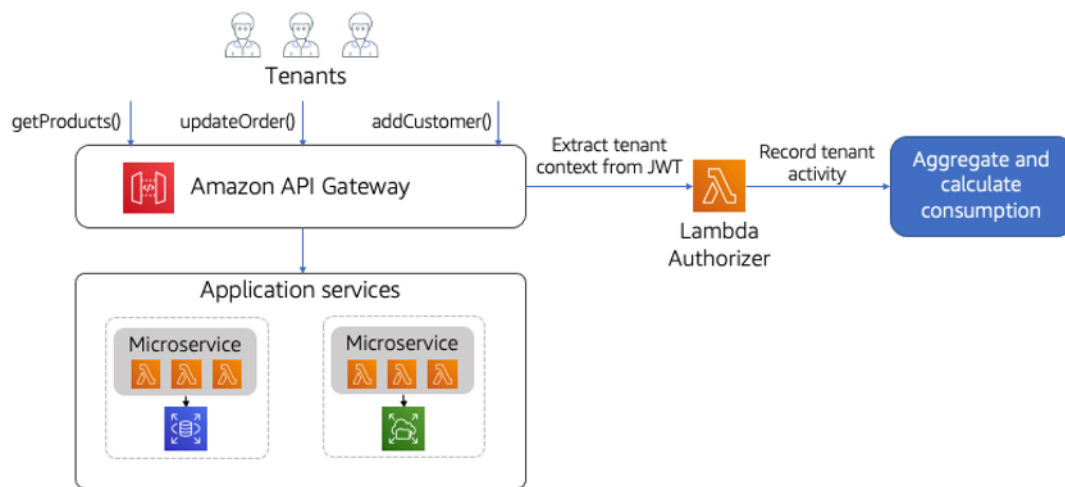 Tenants
getProducts()
updateOrder()
addCustomer()
Amazon API Gateway
Extract tenant
context from JWT
Lambda
Authorizer
Record tenant
activity
Aggregate and
calculate
consumption
Application services
Microservice
Microservice